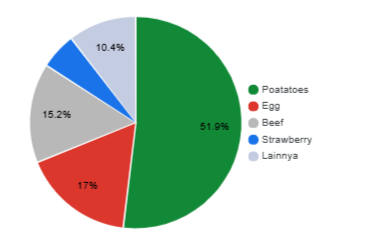 10.4%
15.2%
51.9%
17%
Poatatoes
Egg
Beef
Strawberry
Lainnya